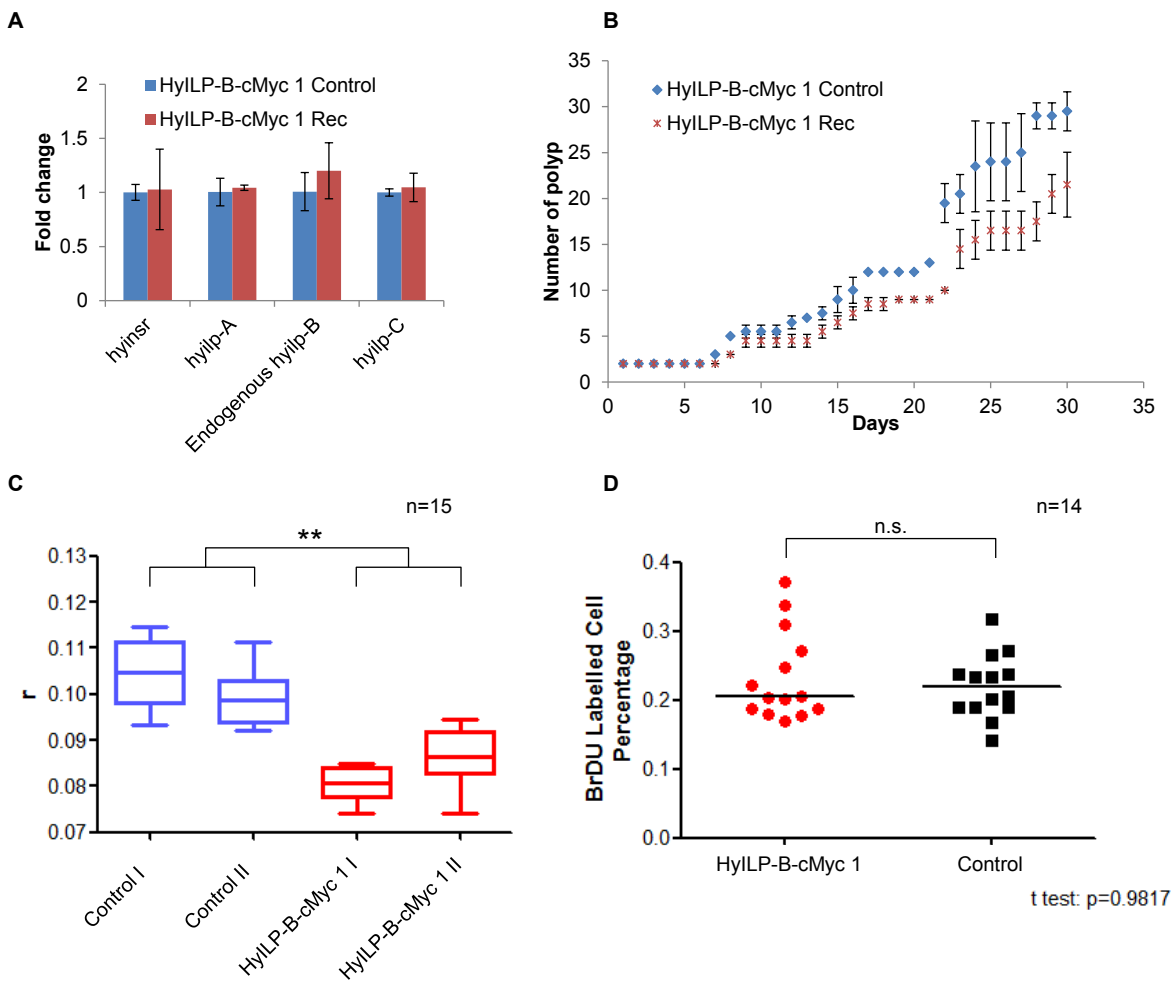 A
HyILP-B-cMyc 1 Control
HyILP-B-cMyc 1 Rec
Fold change
2
1.5
1
0.5
0
hyinsr
hyilp-A
Endogenous hyilp-B
hyilp-C
B
HyILP-B-cMyc 1 Control
HyILP-B-cMyc 1 Rec
Number of polyp
35
30
25
20
15
10
5
0
0 5 10 15 20 25 30 35
Days
C
n=15
**
r
0.13
0.12
0.11
0.10
0.09
0.08
0.07
Control I
Control II
HyILP-B-cMyc 1 I
HyILP-B-cMyc 1 II
D
n=14
n.s.
BrDU Labelled Cell
Percentage
0.4
0.3
0.2
0.1
0.0
HyILP-B-cMyc 1
Control
t test: p=0.9817